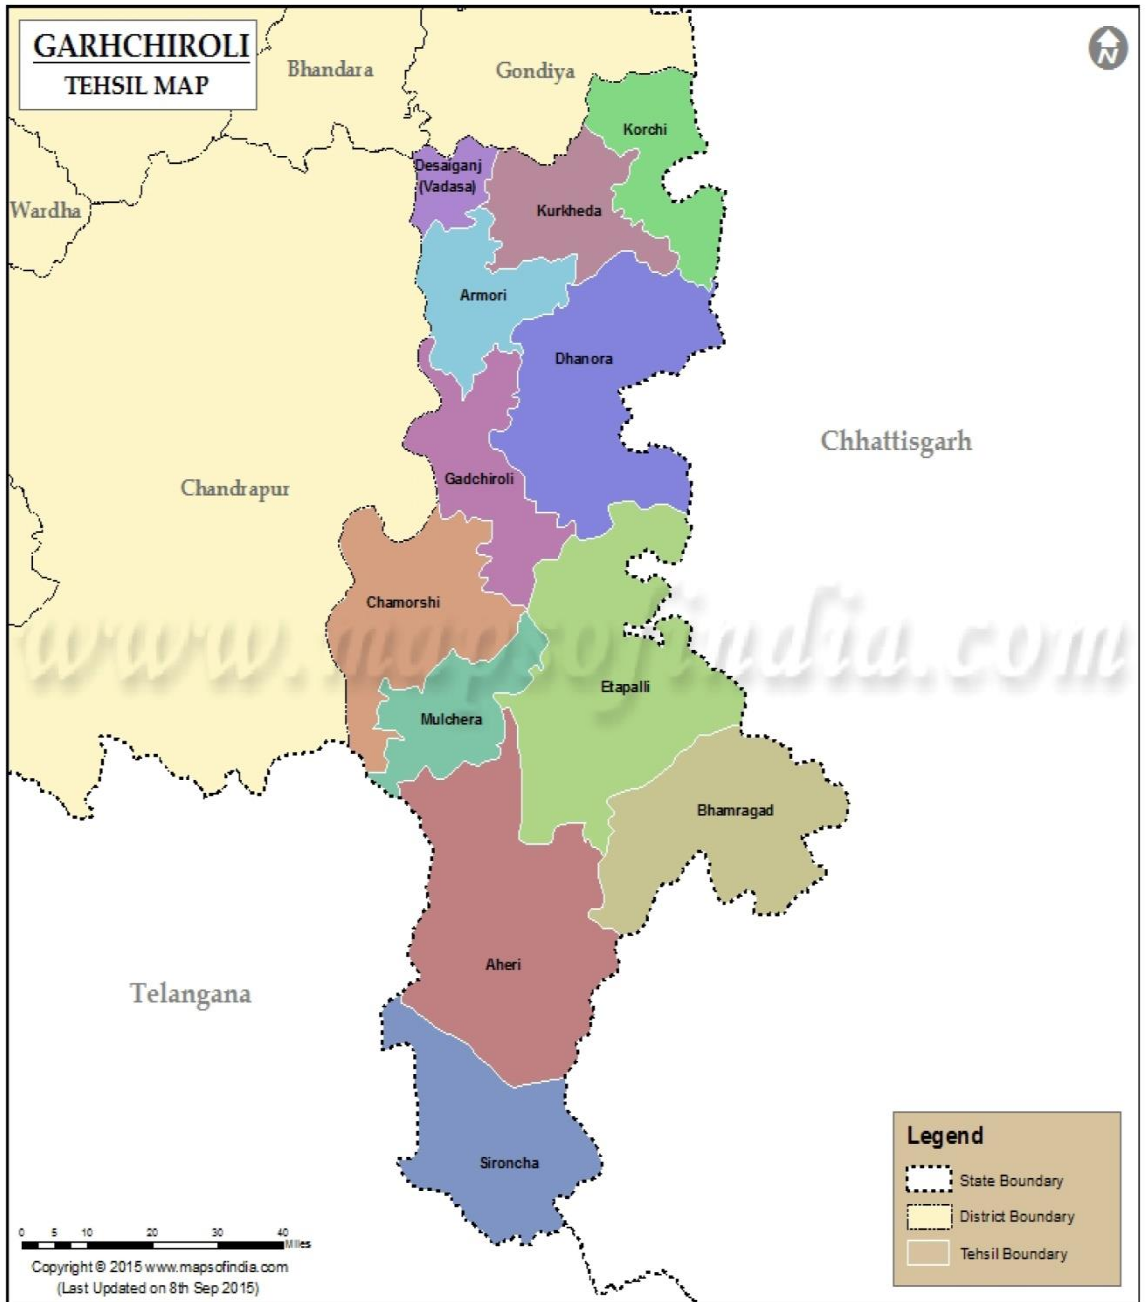 GARHCHIROLI
TEHSIL MAP
N
Bhandara
Gondiya
Korchi
Desaiganj
(Vadasa)
Wardha
Kurkheda
Armori
Dhanora
Chhattisgarh
Gadchiroli
Chandrapur
Chamorshi
www.mapsofindia.com
Etapalli
Mulchera
Bhamragad
Aheri
Telangana
Sironcha
Legend
State Boundary
District Boundary
Tehsil Boundary
0 5 10 20 30 40
Miles
Copyright © 2015 www.mapsofindia.com
(Last Updated on 8th Sep 2015)